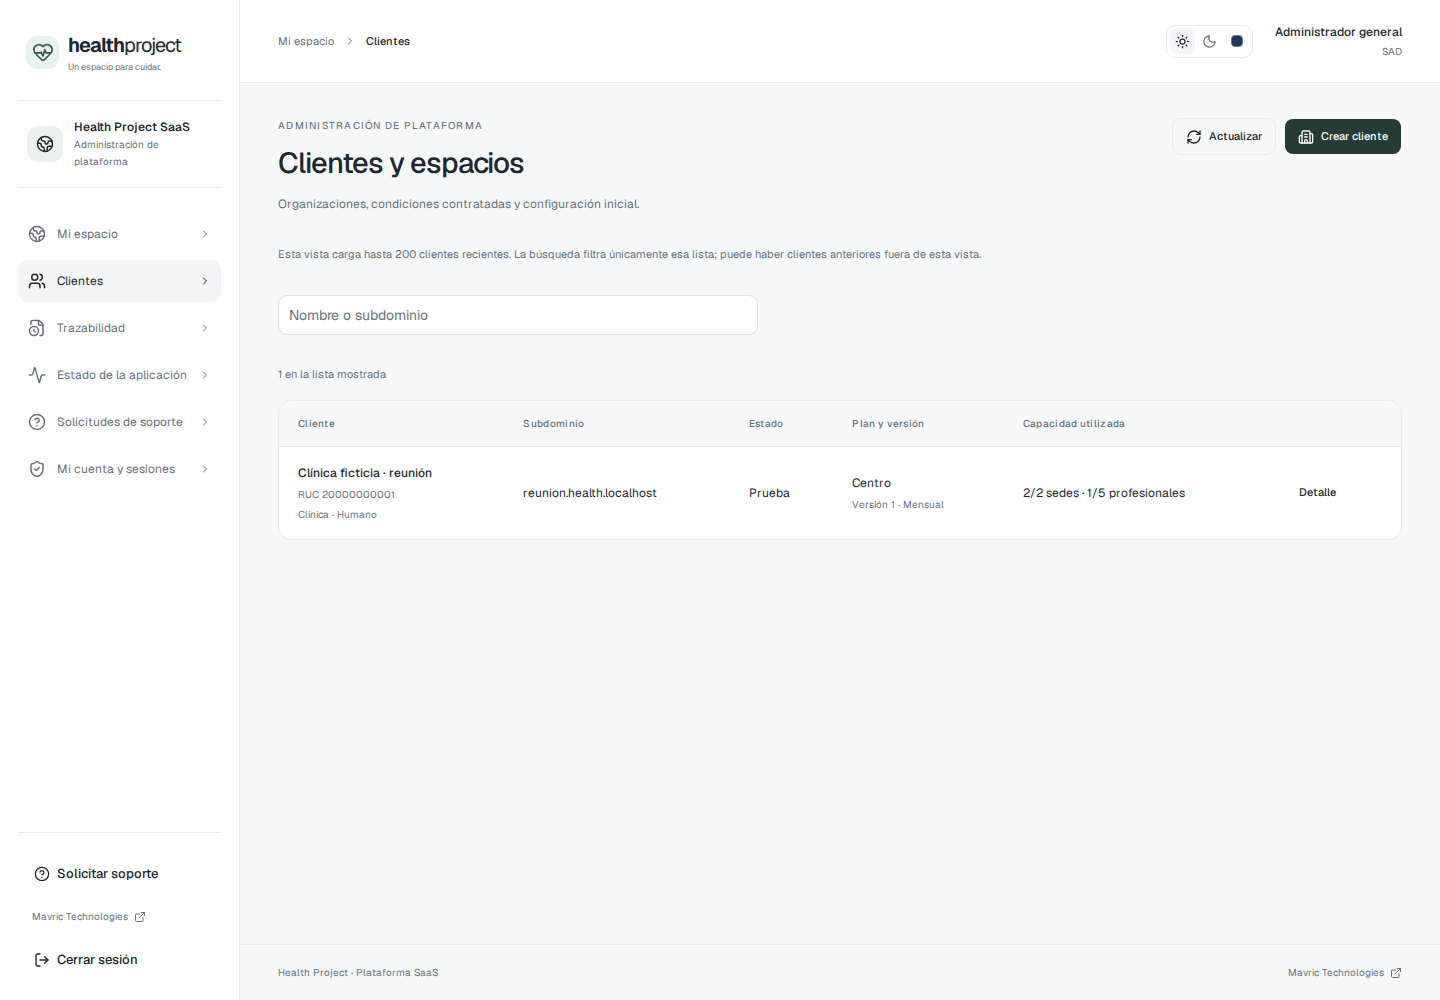 healthproject
Un espacio para cuidar.
Health Project SaaS
Administración de
plataforma
Mi espacio
Clientes
Trazabilidad
Estado de la aplicación
Solicitudes de soporte
Mi cuenta y sesiones
Solicitar soporte
Mavric Technologies
Cerrar sesión
Mi espacio > Clientes
Administrador general
SAD
ADMINISTRACIÓN DE PLATAFORMA
Clientes y espacios
Organizaciones, condiciones contratadas y configuración inicial.
Actualizar
Crear cliente
Esta vista carga hasta 200 clientes recientes. La búsqueda filtra únicamente esa lista; puede haber clientes anteriores fuera de esta vista.
Nombre o subdominio
1 en la lista mostrada
Cliente Subdominio Estado Plan y versión Capacidad utilizada
Clínica ficticia · reunión
RUC 20000000001
Clínica · Humano
reunion.health.localhost
Prueba
Centro
Versión 1 · Mensual
2/2 sedes · 1/5 profesionales
Detalle
Health Project · Plataforma SaaS
Mavric Technologies